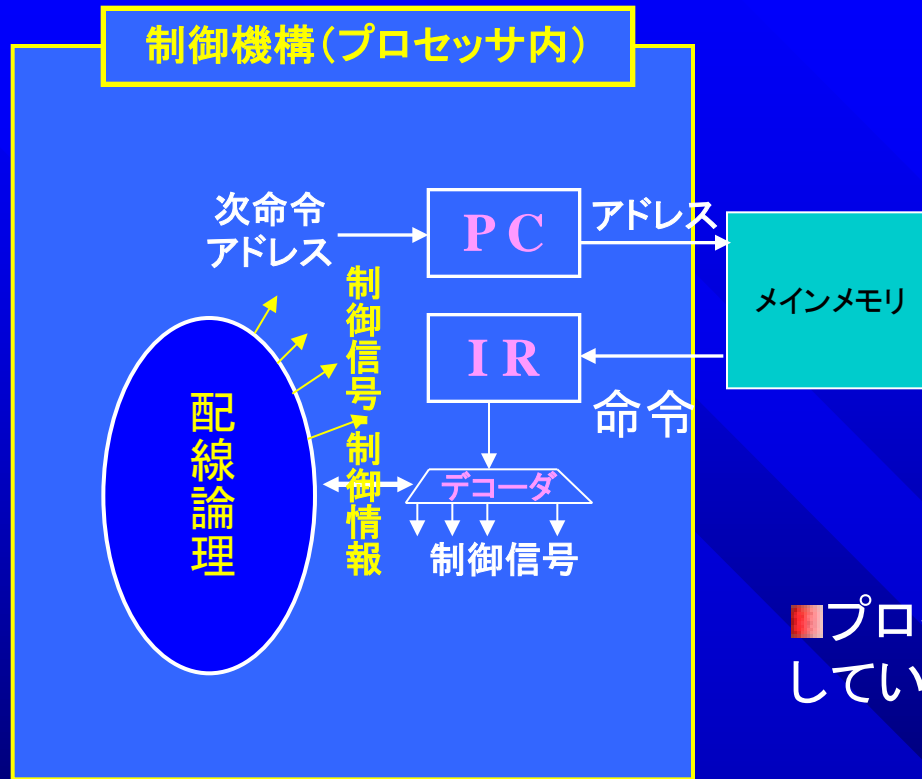 制御機構(プロセッサ内)
次命令
アドレス
PC
アドレス
メインメモリ
制御信号・制御情報
IR
命令
配線論理
デコーダ
制御信号
プロ
してい